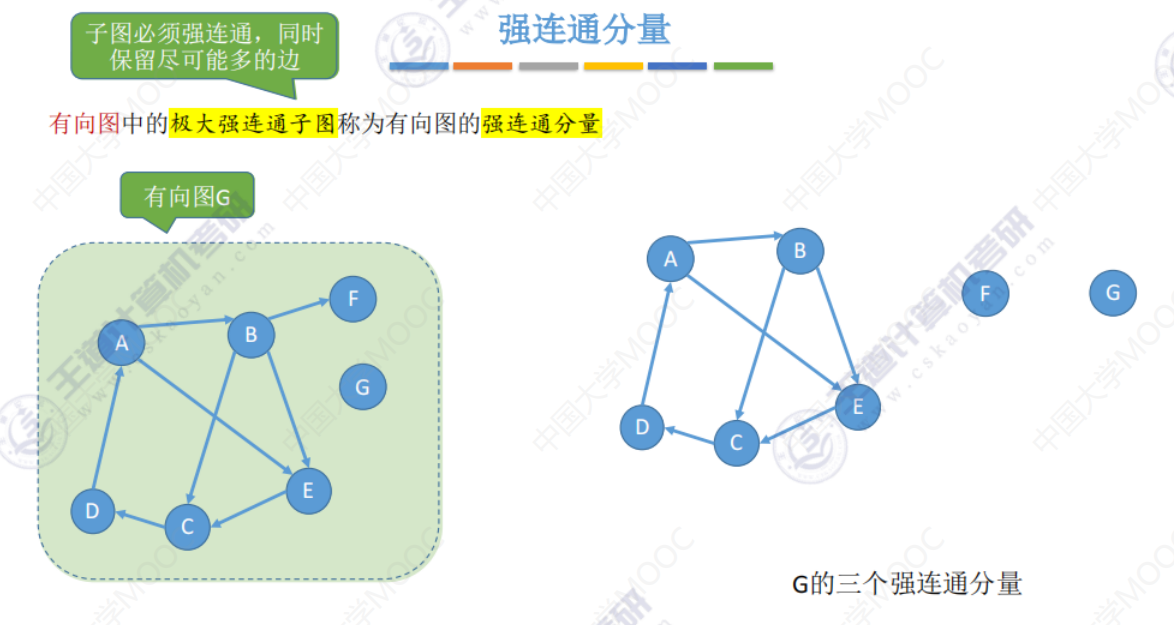 强连通分量
子图必须强连通，同时
保留尽可能多的边
有向图中的极大强连通子图称为有向图的强连通分量
有向图G
A
B
F
G
E
D
C
A
B
F
G
E
D
C
G的三个强连通分量
王道计算机考研
www.cskaoyan.com
中国大学MOOC